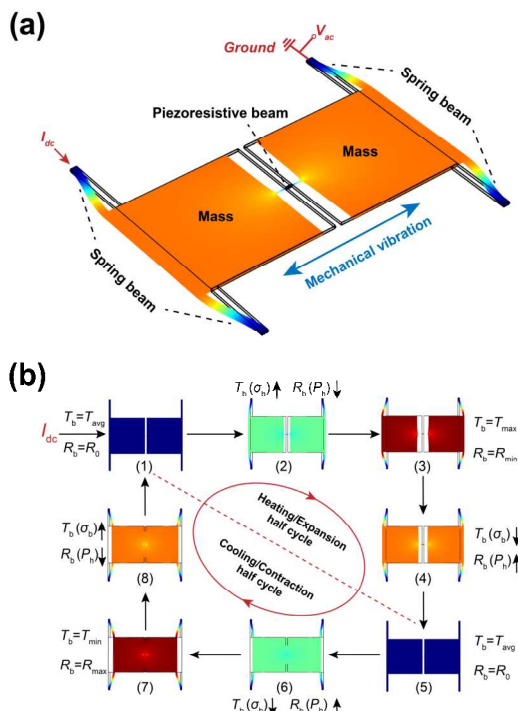 (a)
Ground
V_ac
Spring beam
Piezoresistive beam
I_dc
Mass
Mass
Mechanical vibration
Spring beam
(b)
T_b(σ_b)↑ R_b(P_h)↓
I_dc
T_b=T_avg
R_b=R_0
(1)
(2)
(3)
T_b=T_max
R_b=R_min
Heating/Expansion
half cycle
T_b(σ_b)↑
R_b(P_h)↓
(8)
Cooling/Contraction
half cycle
(4)
T_b(σ_b)↓
R_b(P_h)↑
T_b=T_min
R_b=R_max
(7)
(6)
(5)
T_b=T_avg
R_b=R_0
T_b(σ_b)↓ R_b(P_h)↑